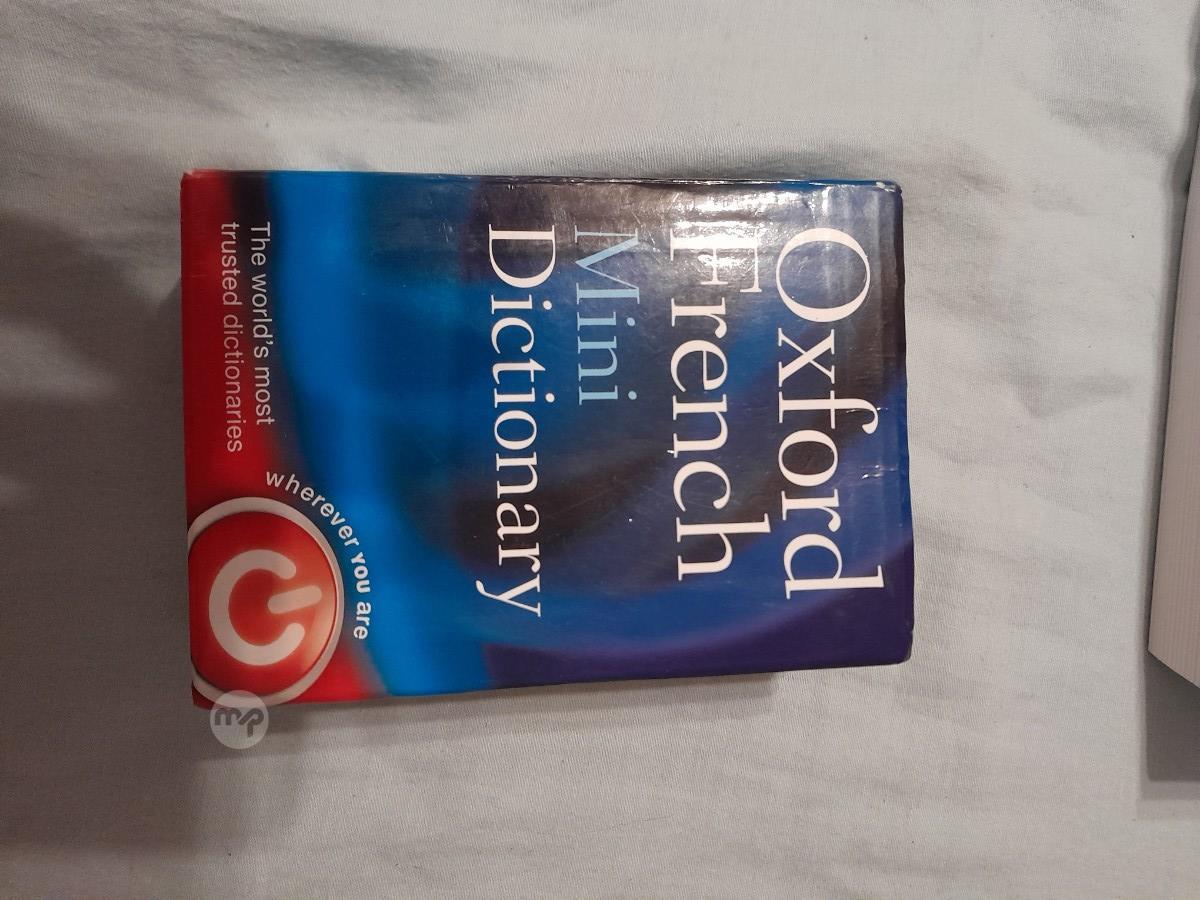 Oxford
French
Mini
Dictionary
wherever YOU are
The world's most
trusted dictionaries